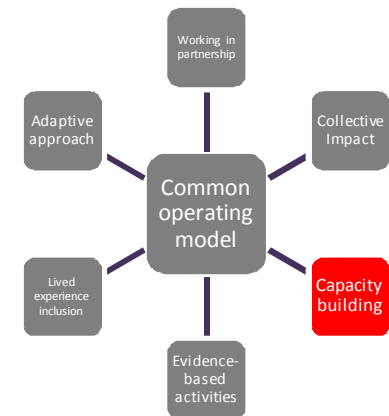 Working in
partnership
Adaptive
approach
Collective
Impact
Common
operating
model
Lived
experience
inclusion
Capacity
building
Evidence-
based
activities